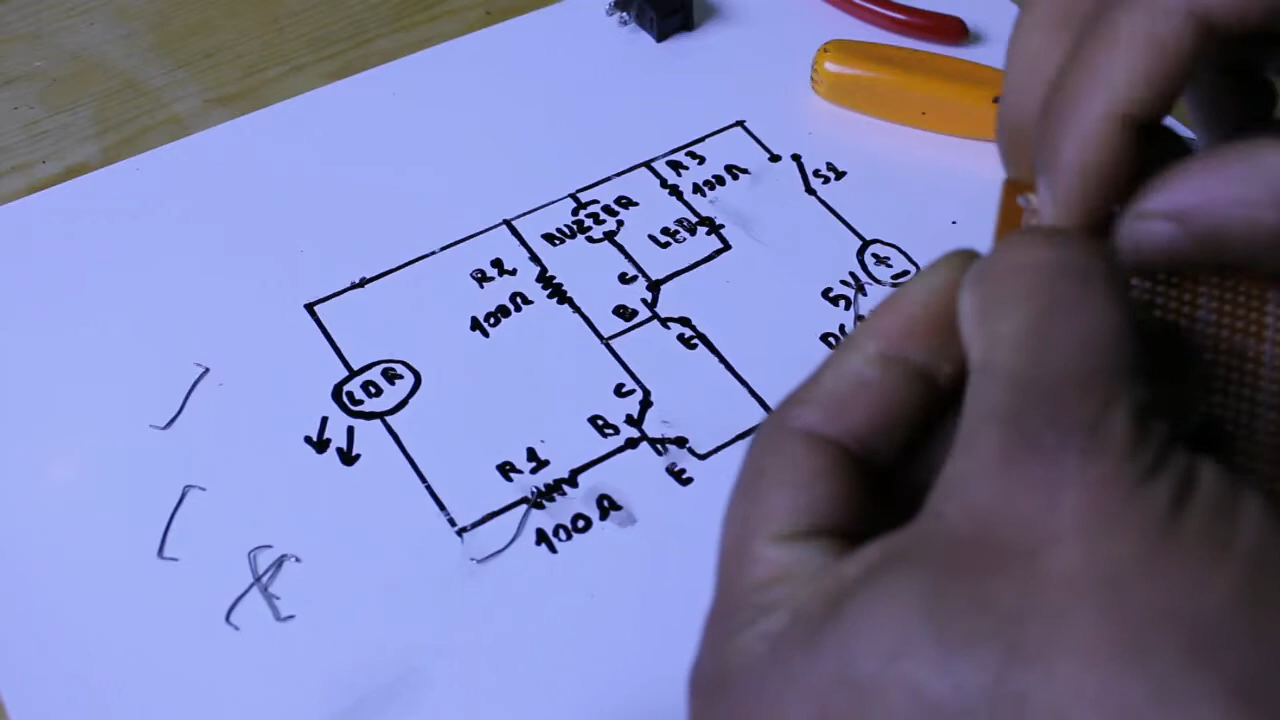 R3
100Ω
S1
BUZZER
LED
+
-
R2
100Ω
C
B
E
5V
LDR
C
B
E
R1
100Ω